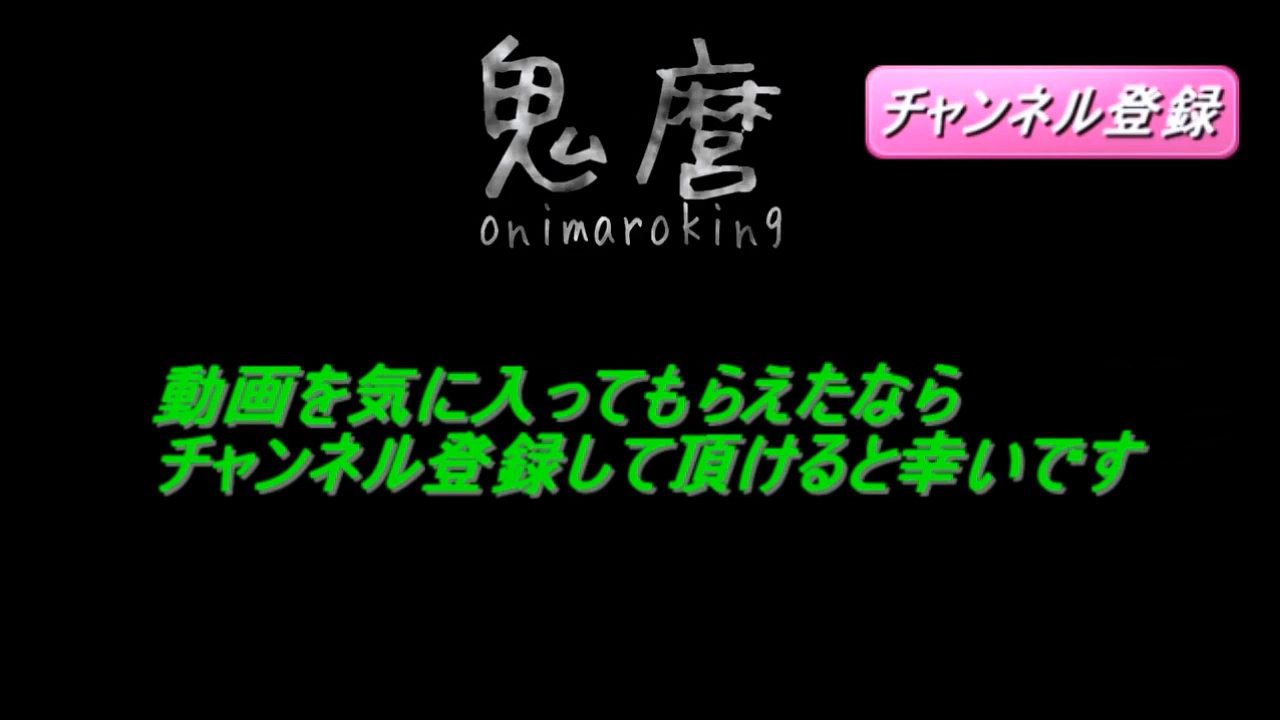 鬼麿
onimaroking
チャンネル登録
動画を気に入ってもらえたなら
チャンネル登録して頂けると幸いです